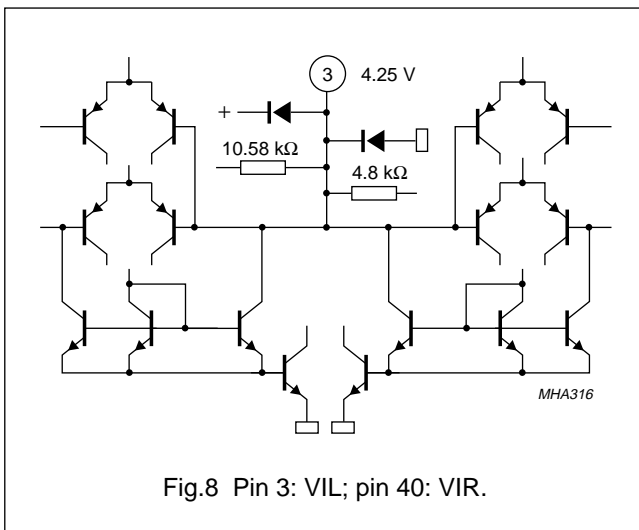 3 4.25 V
+
10.58 kΩ
4.8 kΩ
MHA316
Fig.8 Pin 3: VIL; pin 40: VIR.